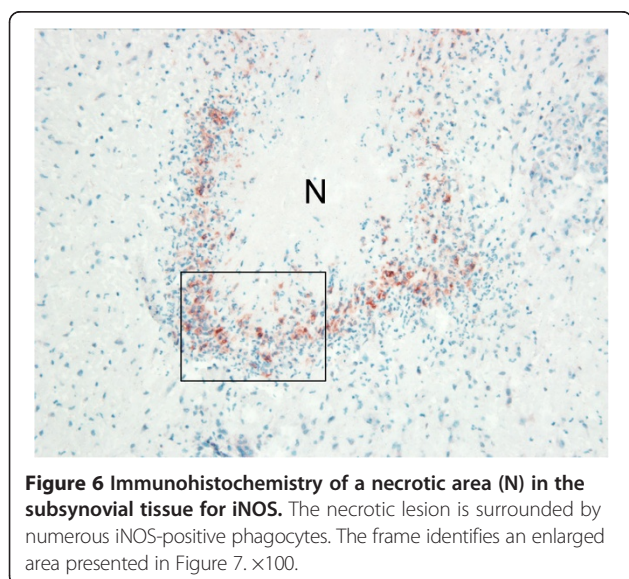 N
Figure 6 Immunohistochemistry of a necrotic area (N) in the
subsynovial tissue for iNOS. The necrotic lesion is surrounded by
numerous iNOS-positive phagocytes. The frame identifies an enlarged
area presented in Figure 7. ×100.